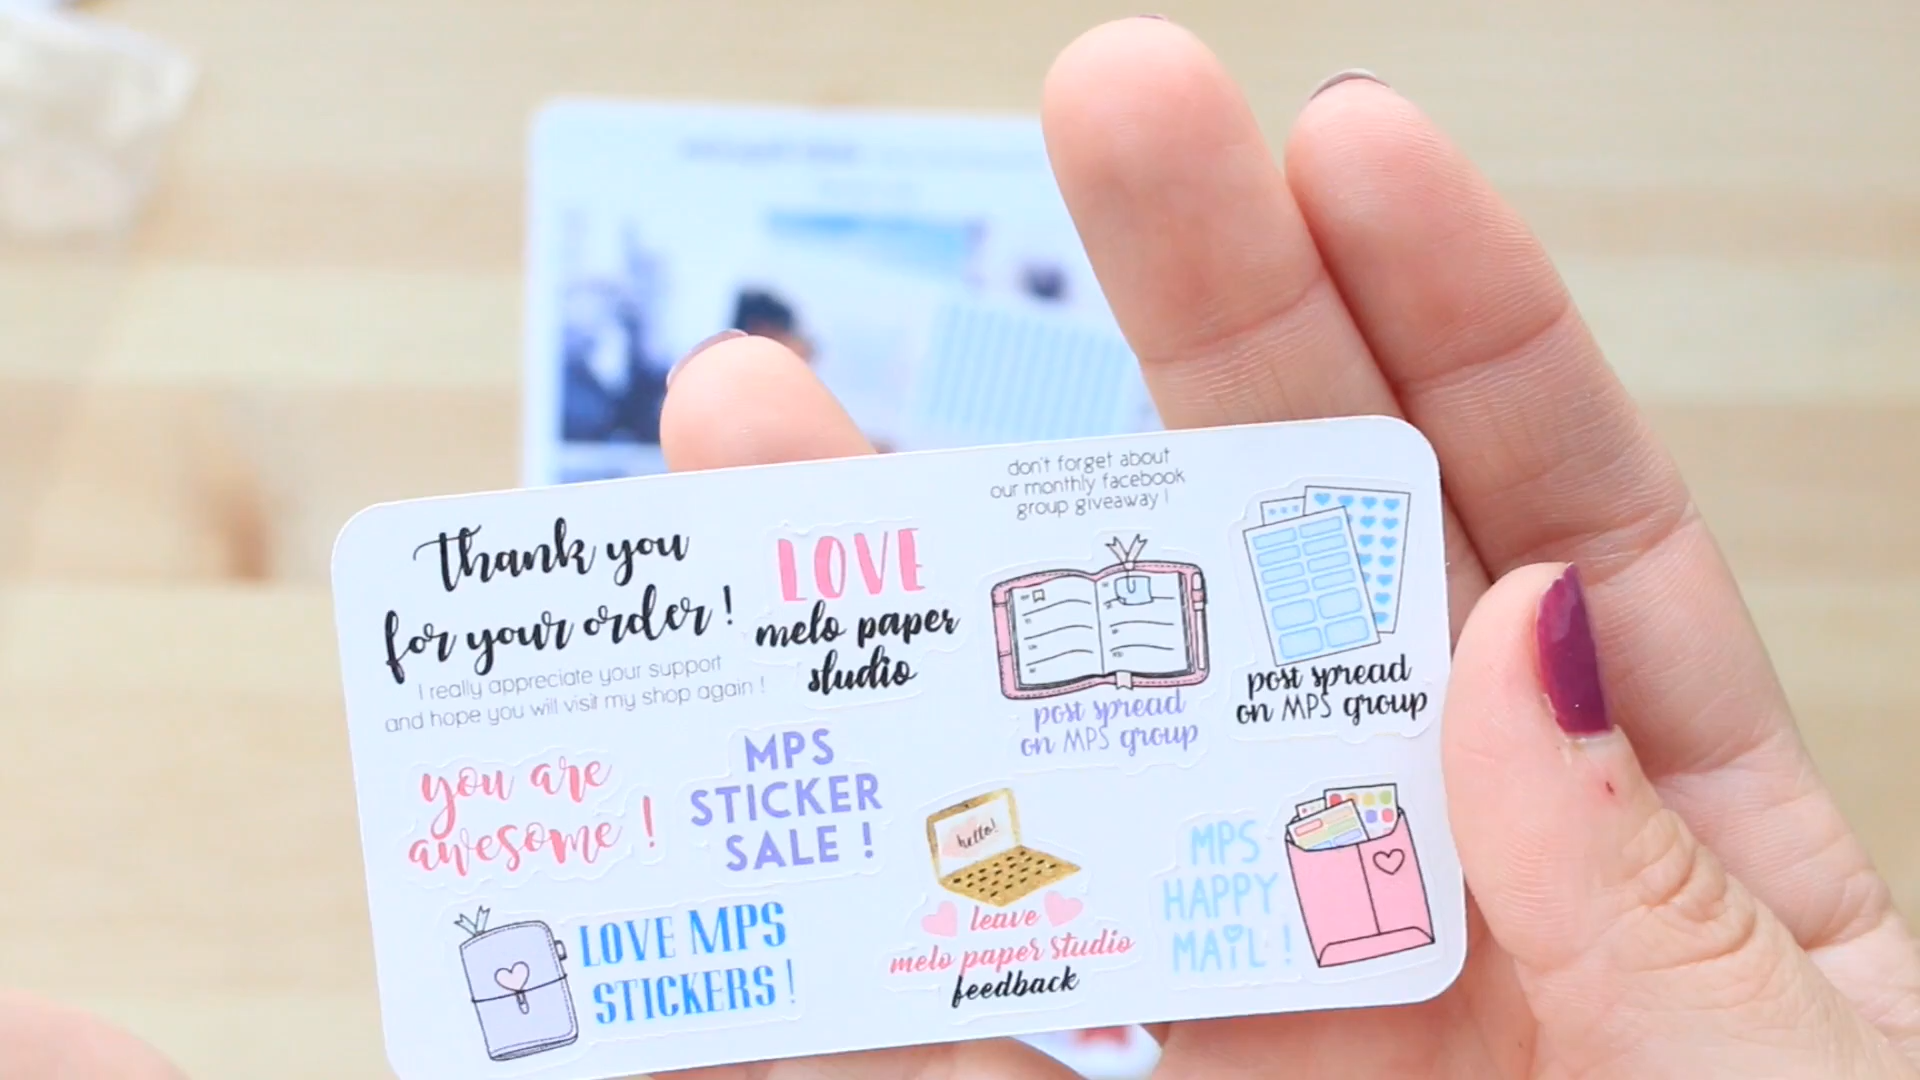 thank you
for your order !
I really appreciate your support
and hope you will visit my shop again !
LOVE
melo paper
studio
don't forget about
our monthly facebook
group giveaway !
post spread
on MPS group
post spread
on MPS group
you are
awesome !
MPS
STICKER
SALE !
hello!
leave
melo paper studio
feedback
MPS
HAPPY
MAIL !
LOVE MPS
STICKERS !